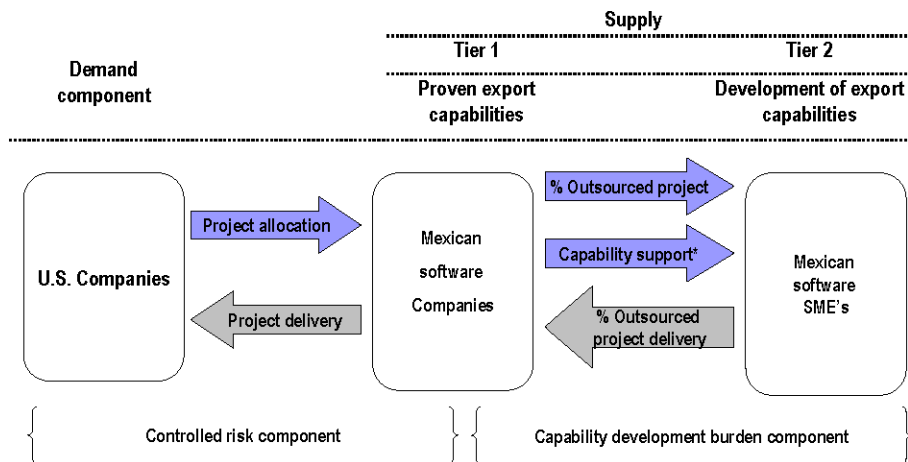 Supply
Tier 1
Tier 2
Demand
component
Proven export
capabilities
Development of export
capabilities
U.S. Companies
Project allocation
Project delivery
Mexican
software
Companies
% Outsourced project
Capability support*
% Outsourced
project delivery
Mexican
software
SME's
Controlled risk component
Capability development burden component